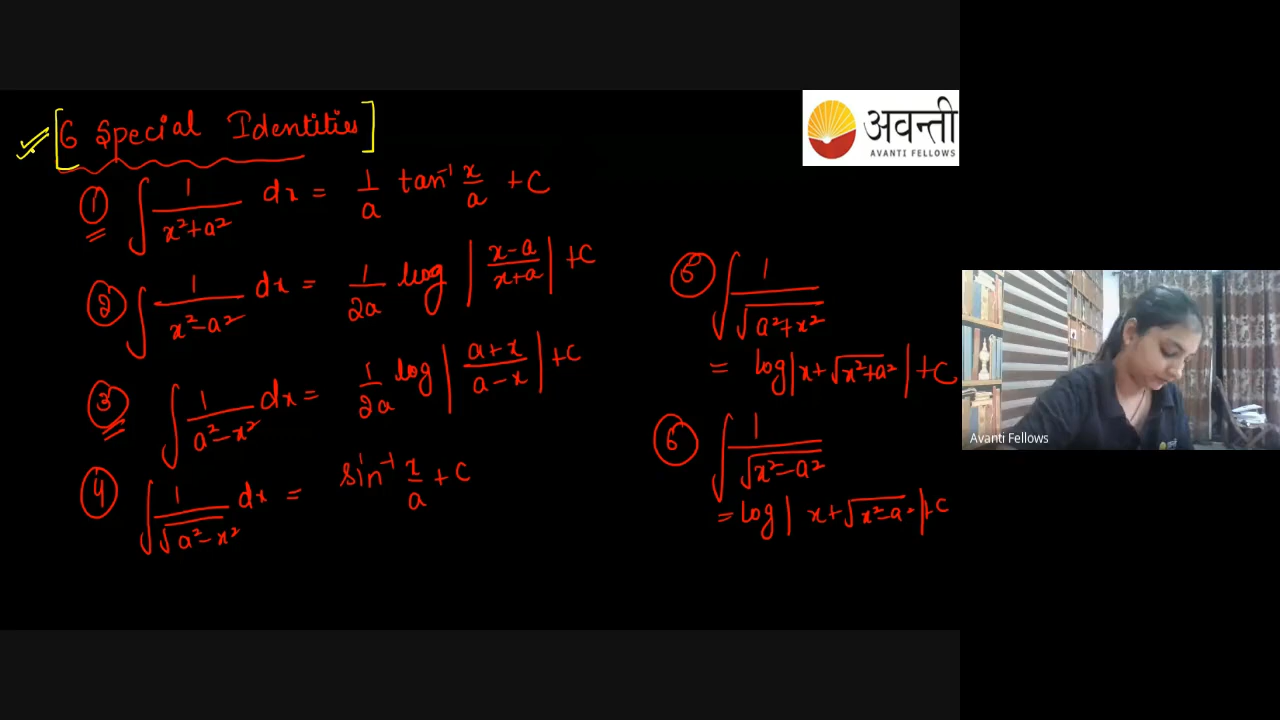 [6 Special Identities]
① ∫ 1/(x²+a²) dx = 1/a tan⁻¹ x/a + C
② ∫ 1/(x²-a²) dx = 1/2a log |(x-a)/(x+a)| + C
③ ∫ 1/(a²-x²) dx = 1/2a log |(a+x)/(a-x)| + C
④ ∫ 1/√(a²-x²) dx = sin⁻¹ x/a + C
⑤ ∫ 1/√(a²+x²)
= log|x+√(x²+a²)| + C
⑥ ∫ 1/√(x²-a²)
= log| x+√(x²-a²)|+C
अवन्ती
AVANTI FELLOWS
Avanti Fellows